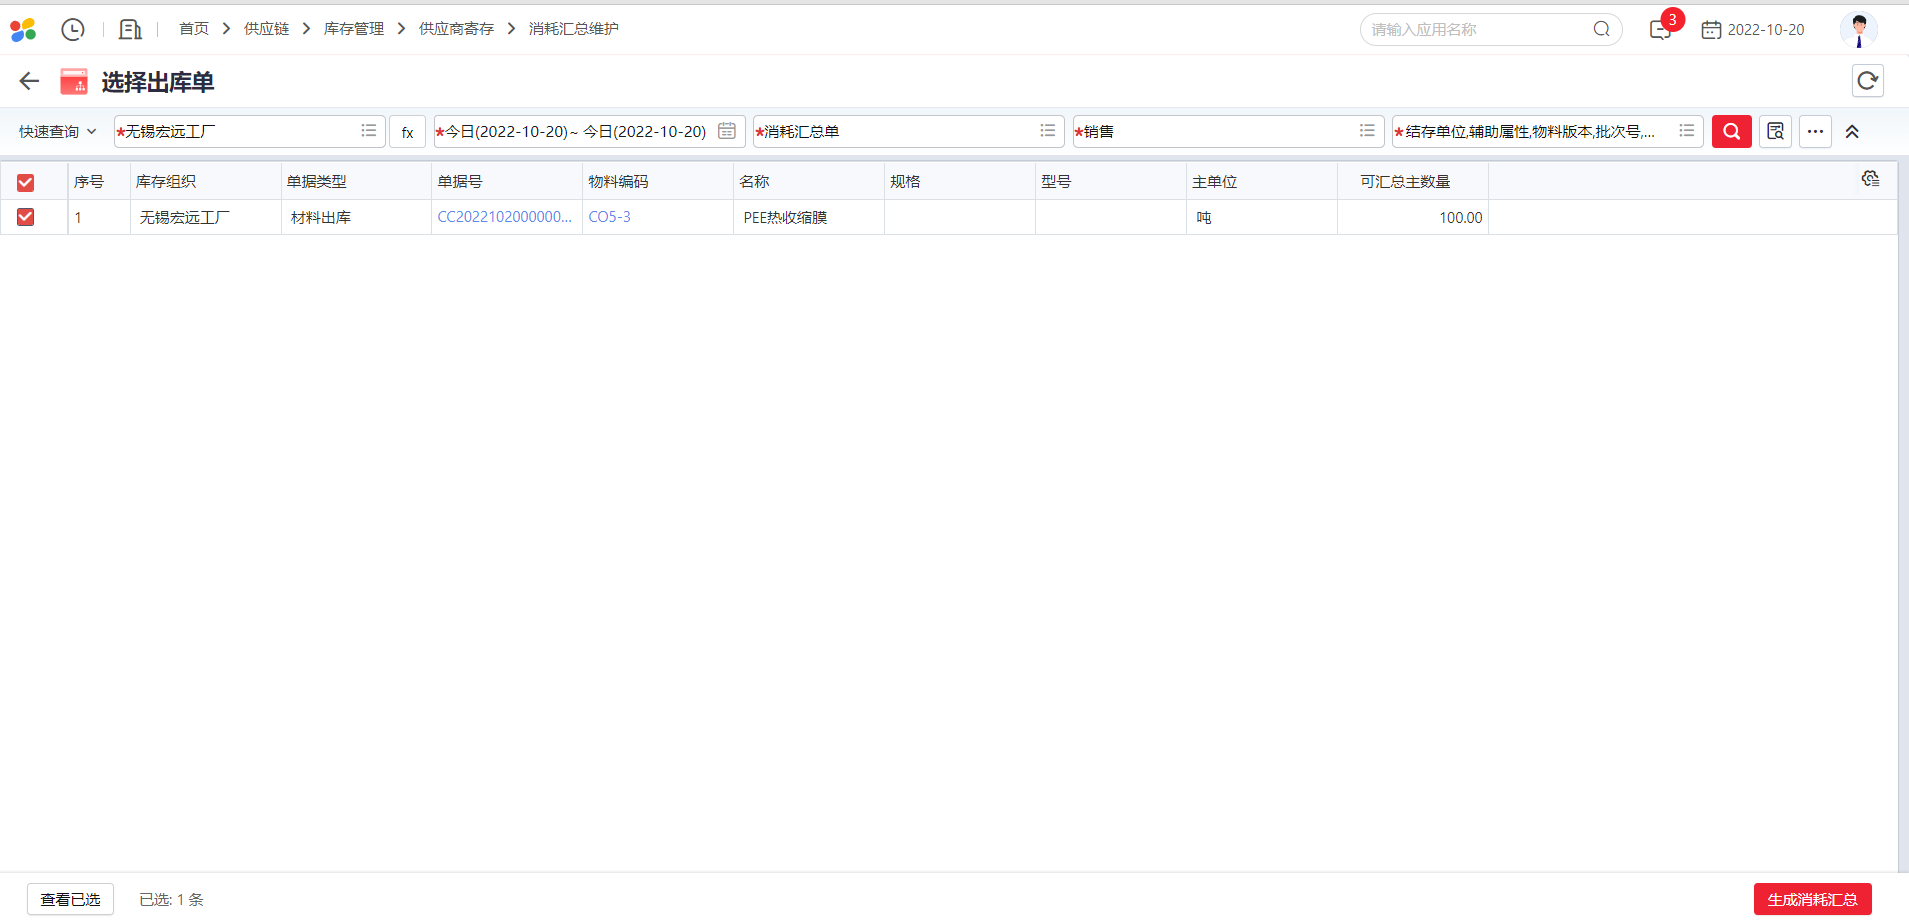 首页 供应链 库存管理 供应商寄存 消耗汇总维护 请输入应用名称 3 2022-10-20
选择出库单
快速查询 *无锡宏远工厂 fx *今日(2022-10-20)~ 今日(2022-10-20) *消耗汇总单 *销售 *结存单位,辅助属性,物料版本,批次号,...
序号 库存组织 单据类型 单据号 物料编码 名称 规格 型号 主单位 可汇总主数量
1 无锡宏远工厂 材料出库 CC2022102000000... CO5-3 PEE热收缩膜 吨 100.00
查看已选 已选: 1 条 生成消耗汇总